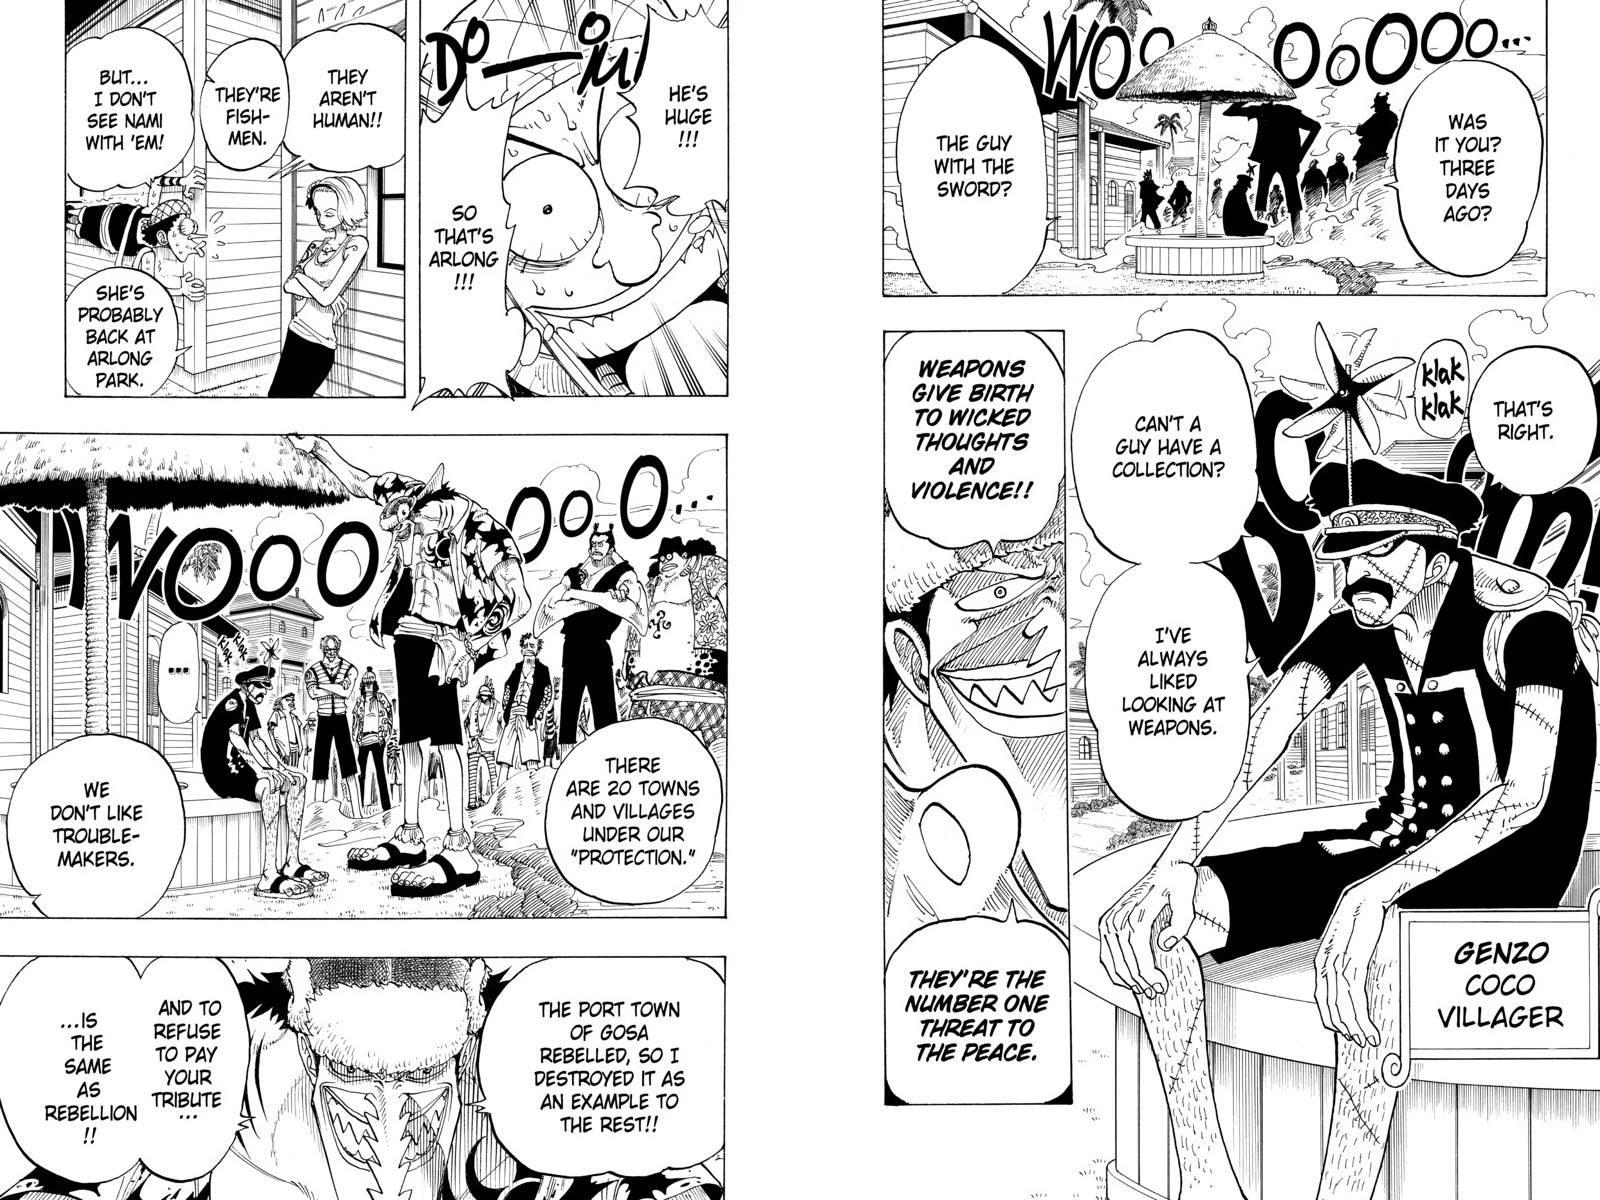 WOOOOOOO...
WAS
IT YOU?
THREE
DAYS
AGO?
THE GUY
WITH THE
SWORD?
THAT'S
RIGHT.
klak
klak
CAN'T A
GUY HAVE A
COLLECTION?
I'VE
ALWAYS
LIKED
LOOKING AT
WEAPONS.
GENZO
COCO
VILLAGER
WEAPONS
GIVE BIRTH
TO WICKED
THOUGHTS
AND
VIOLENCE!!
THEY'RE THE
NUMBER ONE
THREAT TO
THE PEACE.
DO—OM!
HE'S
HUGE
!!!
SO
THAT'S
ARLONG
!!!
THEY
AREN'T
HUMAN!!
THEY'RE
FISH-
MEN.
BUT...
I DON'T
SEE NAMI
WITH 'EM!
SHE'S
PROBABLY
BACK AT
ARLONG
PARK.
WOOOOOO...
klak
klak
...
THERE
ARE 20 TOWNS
AND VILLAGES
UNDER OUR
"PROTECTION."
WE
DON'T LIKE
TROUBLE-
MAKERS.
THE PORT TOWN
OF GOSA
REBELLED, SO I
DESTROYED IT AS
AN EXAMPLE TO
THE REST!!
AND TO
REFUSE
TO PAY
YOUR
TRIBUTE
...
...IS
THE
SAME
AS
REBELLION
!!